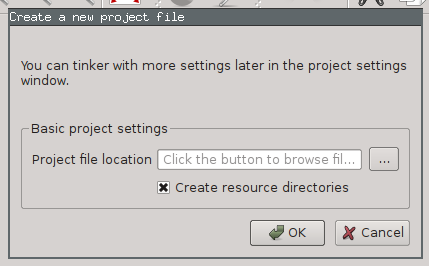 Create a new project file
You can tinker with more settings later in the project settings
window.
Basic project settings
Project file location
Click the button to browse fil...
...
Create resource directories
OK
Cancel